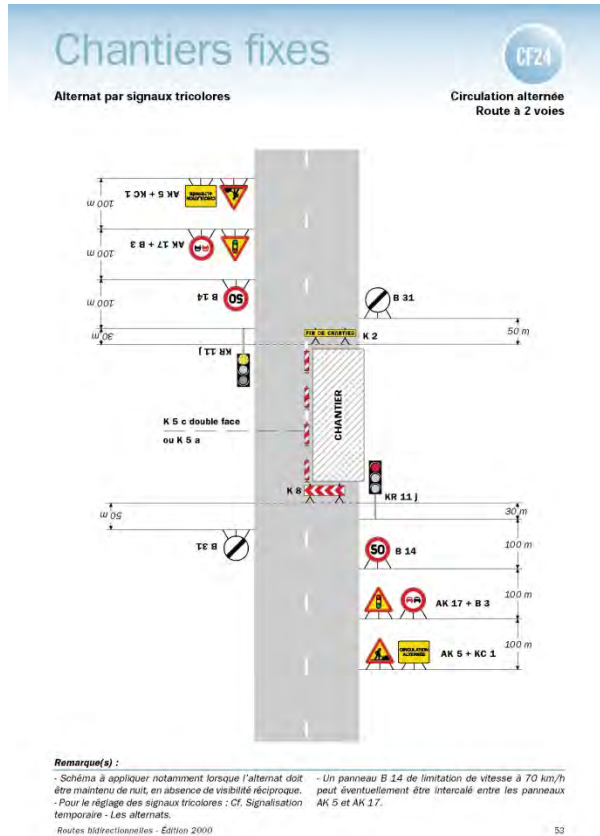 Chantiers fixes
CF24
Alternat par signaux tricolores
Circulation alternée
Route à 2 voies
100 m
AK 5 + KC 1
CIRCULATION
ALTERNÉE
100 m
AK 17 + B 3
100 m
B 14
50
30 m
KR 11 j
B 31
FIN DE CHANTIER
K 2
50 m
K 5 c double face
ou K 5 a
CHANTIER
K 8
KR 11 j
50 m
30 m
B 31
50
B 14
100 m
AK 17 + B 3
100 m
CIRCULATION
ALTERNÉE
AK 5 + KC 1
100 m
Remarque(s) :
- Schéma à appliquer notamment lorsque l'alternat doit
être maintenu de nuit, en absence de visibilité réciproque.
- Pour le réglage des signaux tricolores : Cf. Signalisation
temporaire - Les alternats.
- Un panneau B 14 de limitation de vitesse à 70 km/h
peut éventuellement être intercalé entre les panneaux
AK 5 et AK 17.
Routes bidirectionnelles - Édition 2000
53